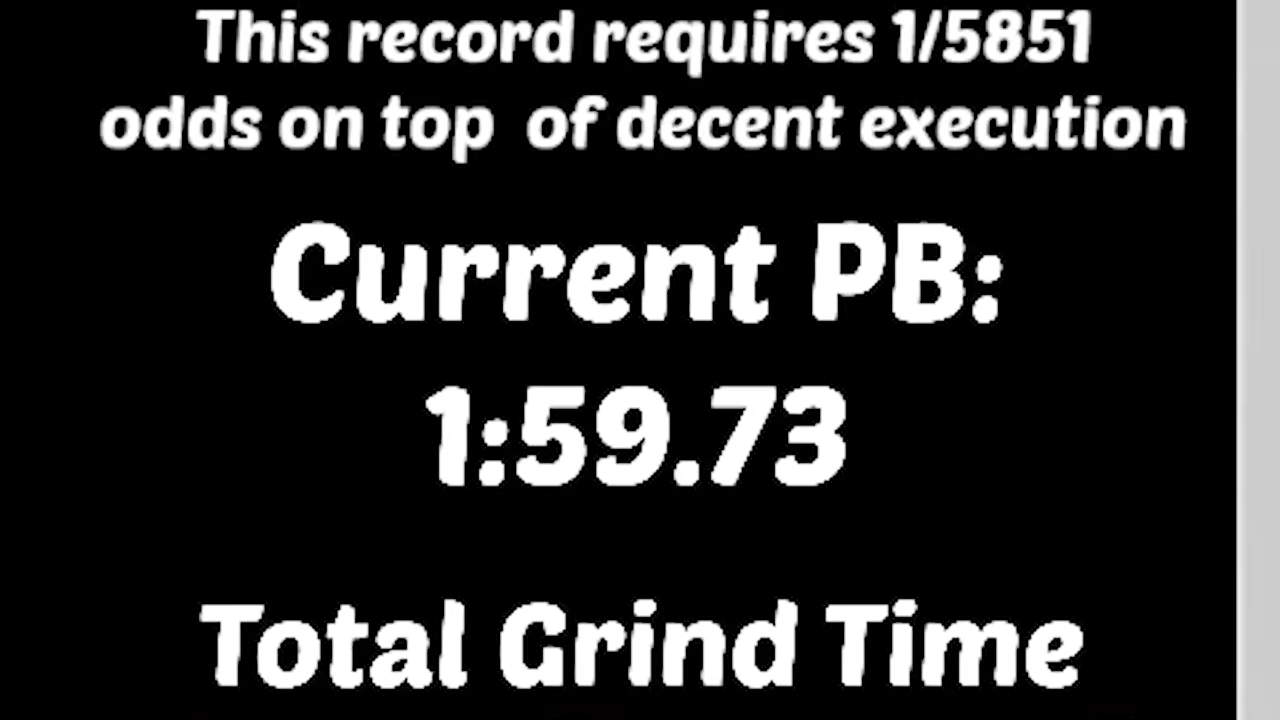 This record requires 1/5851
odds on top of decent execution
Current PB:
1:59.73
Total Grind Time